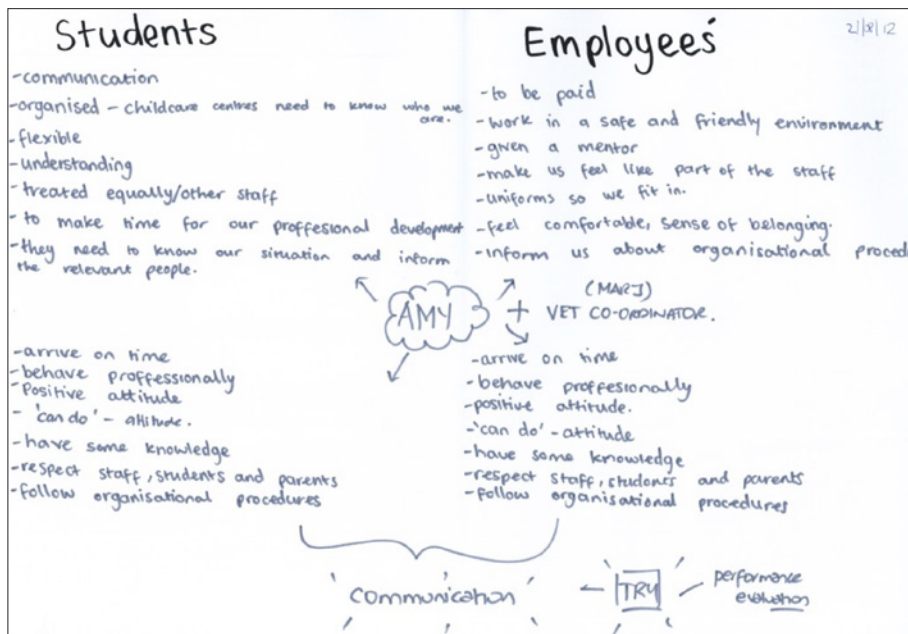 Students
-communication
-organised - childcare centres need to know who we
are.
-flexible
-understanding
-treated equally/other staff
-to make time for our proffesional development
-they need to know our situation and inform
the relevant people.
Employees'
-to be paid
-work in a safe and friendly environment
-given a mentor
-make us feel like part of the staff
-uniforms so we fit in.
-feel comfortable, sense of belonging.
-inform us about organisational proced
AMY
+
(MARJ)
VET CO-ORDINATOR.
-arrive on time
-behave proffessionally
-Positive attitude
-'can do' - attitude.
-have some knowledge
-respect staff, students and parents
-follow organisational procedures
-arrive on time
-behave proffesionally
-positive attitude.
-'can do' - attitude
-have some knowledge
-respect staff, students and parents
-follow organisational procedures
communication
TRY
performance
evaluation